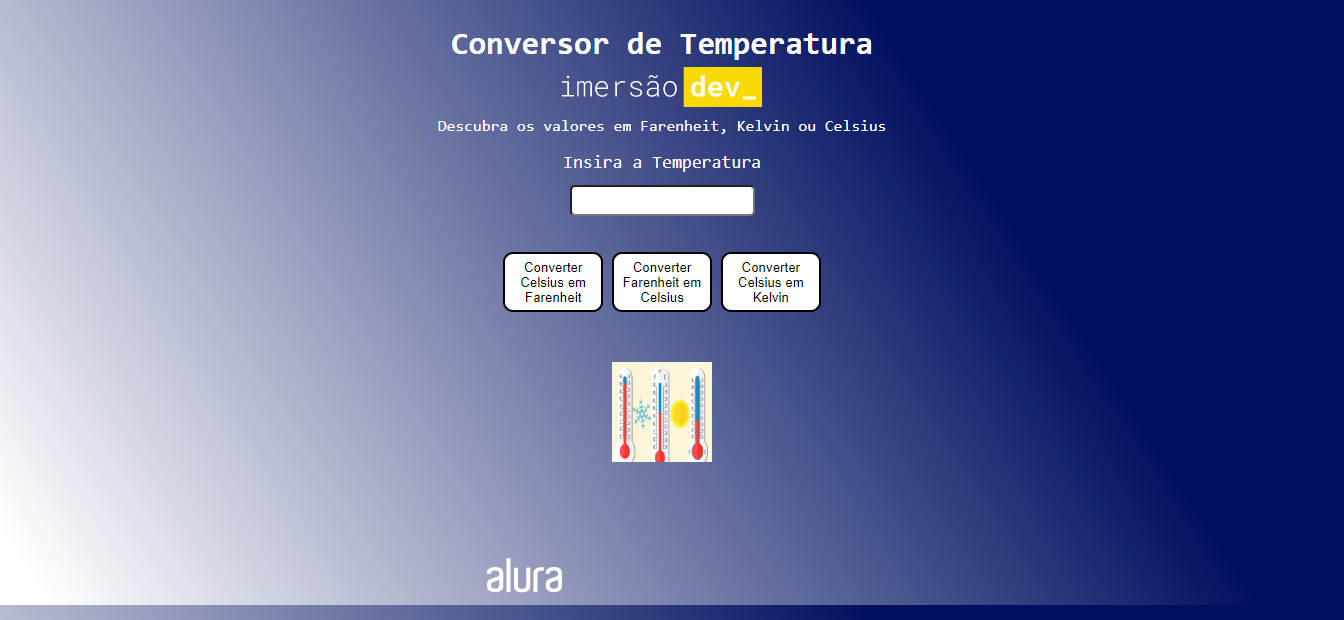 Conversor de Temperatura
imersão dev_
Descubra os valores em Farenheit, Kelvin ou Celsius
Insira a Temperatura
Converter
Celsius em
Farenheit
Converter
Farenheit em
Celsius
Converter
Celsius em
Kelvin
alura